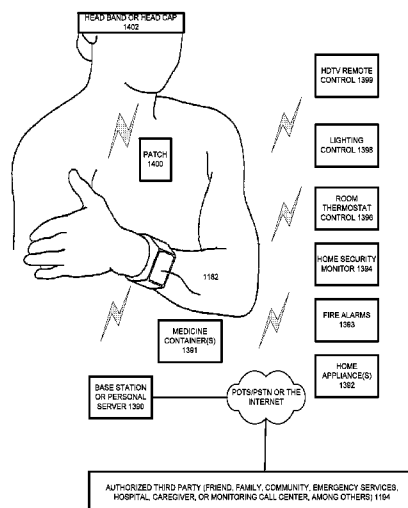 HEAD BAND OR HEAD CAP
1402
HDTV REMOTE
CONTROL 1399
LIGHTING
CONTROL 1398
PATCH
1400
ROOM
THERMOSTAT
CONTROL 1396
HOME SECURITY
MONITOR 1394
1182
FIRE ALARMS
1393
MEDICINE
CONTAINER(S)
1391
HOME
APPLIANCE(S)
1392
BASE STATION
OR PERSONAL
SERVER 1390
POTS/PSTN OR THE
INTERNET
AUTHORIZED THIRD PARTY (FRIEND, FAMILY, COMMUNITY, EMERGENCY SERVICES,
HOSPITAL, CAREGIVER, OR MONITORING CALL CENTER, AMONG OTHERS) 1194